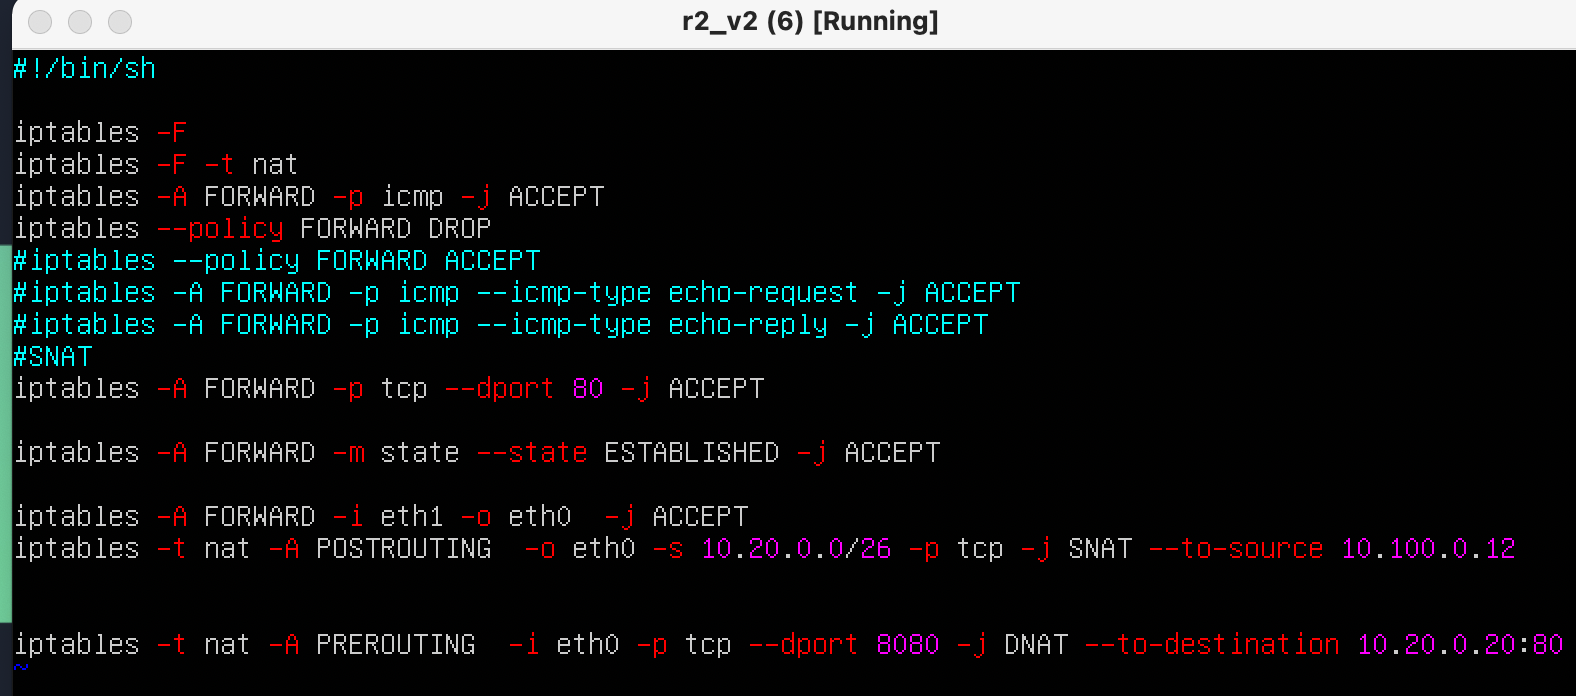 r2_v2 (6) [Running]
#!/bin/sh
iptables -F
iptables -F -t nat
iptables -A FORWARD -p icmp -j ACCEPT
iptables --policy FORWARD DROP
#iptables --policy FORWARD ACCEPT
#iptables -A FORWARD -p icmp --icmp-type echo-request -j ACCEPT
#iptables -A FORWARD -p icmp --icmp-type echo-reply -j ACCEPT
#SNAT
iptables -A FORWARD -p tcp --dport 80 -j ACCEPT
iptables -A FORWARD -m state --state ESTABLISHED -j ACCEPT
iptables -A FORWARD -i eth1 -o eth0  -j ACCEPT
iptables -t nat -A POSTROUTING  -o eth0 -s 10.20.0.0/26 -p tcp -j SNAT --to-source 10.100.0.12
iptables -t nat -A PREROUTING  -i eth0 -p tcp --dport 8080 -j DNAT --to-destination 10.20.0.20:80
~